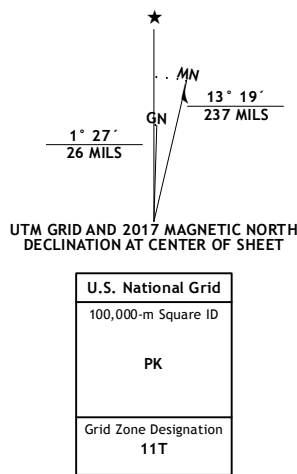 MN
GN
13° 19´
237 MILS
1° 27´
26 MILS
UTM GRID AND 2017 MAGNETIC NORTH
DECLINATION AT CENTER OF SHEET
U.S. National Grid
100,000-m Square ID
PK
Grid Zone Designation
11T